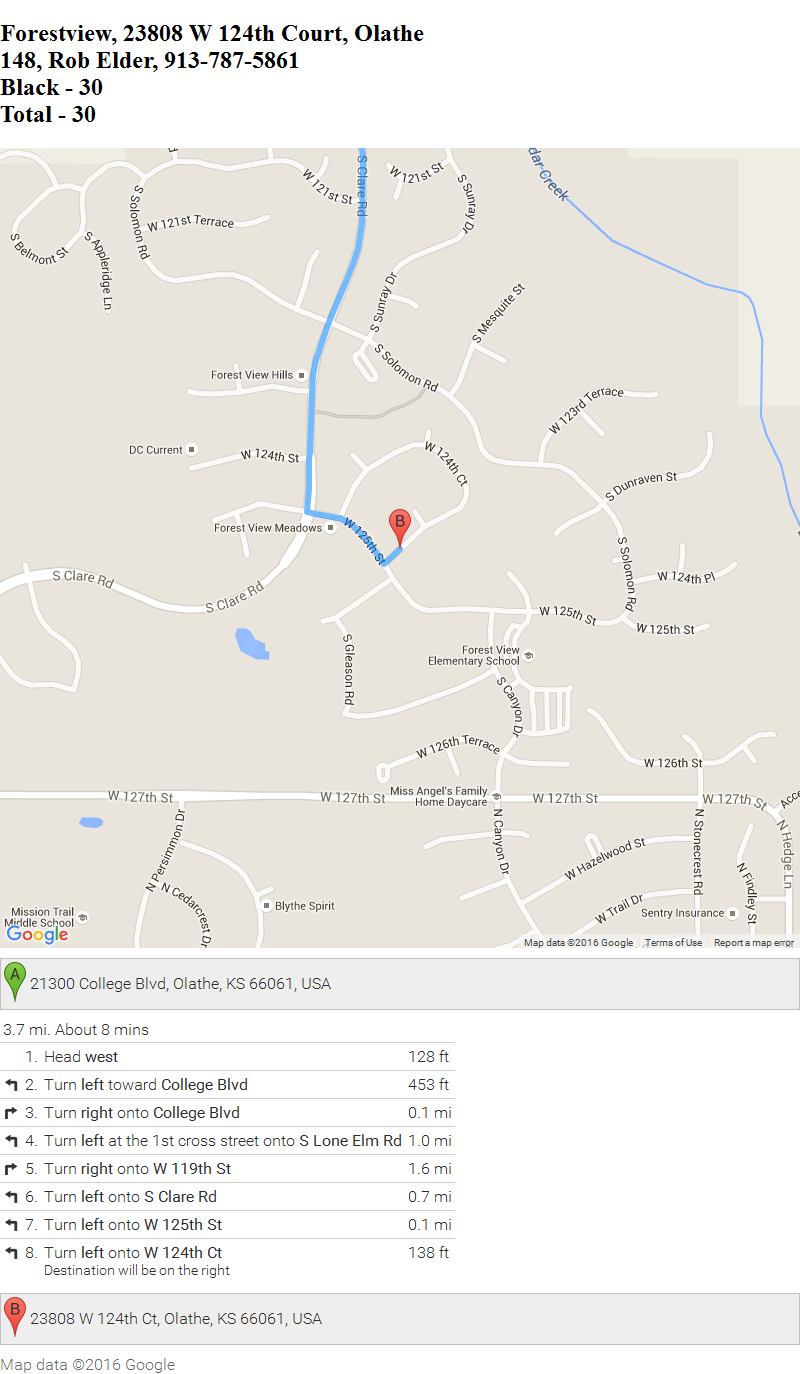 Forestview, 23808 W 124th Court, Olathe
148, Rob Elder, 913-787-5861
Black - 30
Total - 30
S Clare Rd
W 121st St
W 121st St
dar Creek
S Solomon Rd
W 121st Terrace
S Sunray Dr
S Belmont St
S Appleridge Ln
S Sunray Dr
S Mesquite St
S Solomon Rd
Forest View Hills
W 123rd Terrace
DC Current
W 124th St
W 124th Ct
S Dunraven St
B
Forest View Meadows
W 125th St
S Solomon Rd
S Clare Rd
S Clare Rd
W 124th Pl
W 125th St
W 125th St
S Gleason Rd
Forest View
Elementary School
S Canyon Dr
W 126th Terrace
W 126th St
Miss Angel's Family
Home Daycare
W 127th St
W 127th St
W 127th St
W 127th St
Acce
N Persimmon Dr
N Canyon Dr
N Stonecrest Rd
N Hedge Ln
W Hazelwood St
N Cedarcrest Dr
N Findley St
Blythe Spirit
W Trail Dr
Mission Trail
Middle School
Sentry Insurance
Google
Map data ©2016 Google Terms of Use Report a map error
A 21300 College Blvd, Olathe, KS 66061, USA
3.7 mi. About 8 mins
1. Head west 128 ft
2. Turn left toward College Blvd 453 ft
3. Turn right onto College Blvd 0.1 mi
4. Turn left at the 1st cross street onto S Lone Elm Rd 1.0 mi
5. Turn right onto W 119th St 1.6 mi
6. Turn left onto S Clare Rd 0.7 mi
7. Turn left onto W 125th St 0.1 mi
8. Turn left onto W 124th Ct 138 ft
Destination will be on the right
B 23808 W 124th Ct, Olathe, KS 66061, USA
Map data ©2016 Google